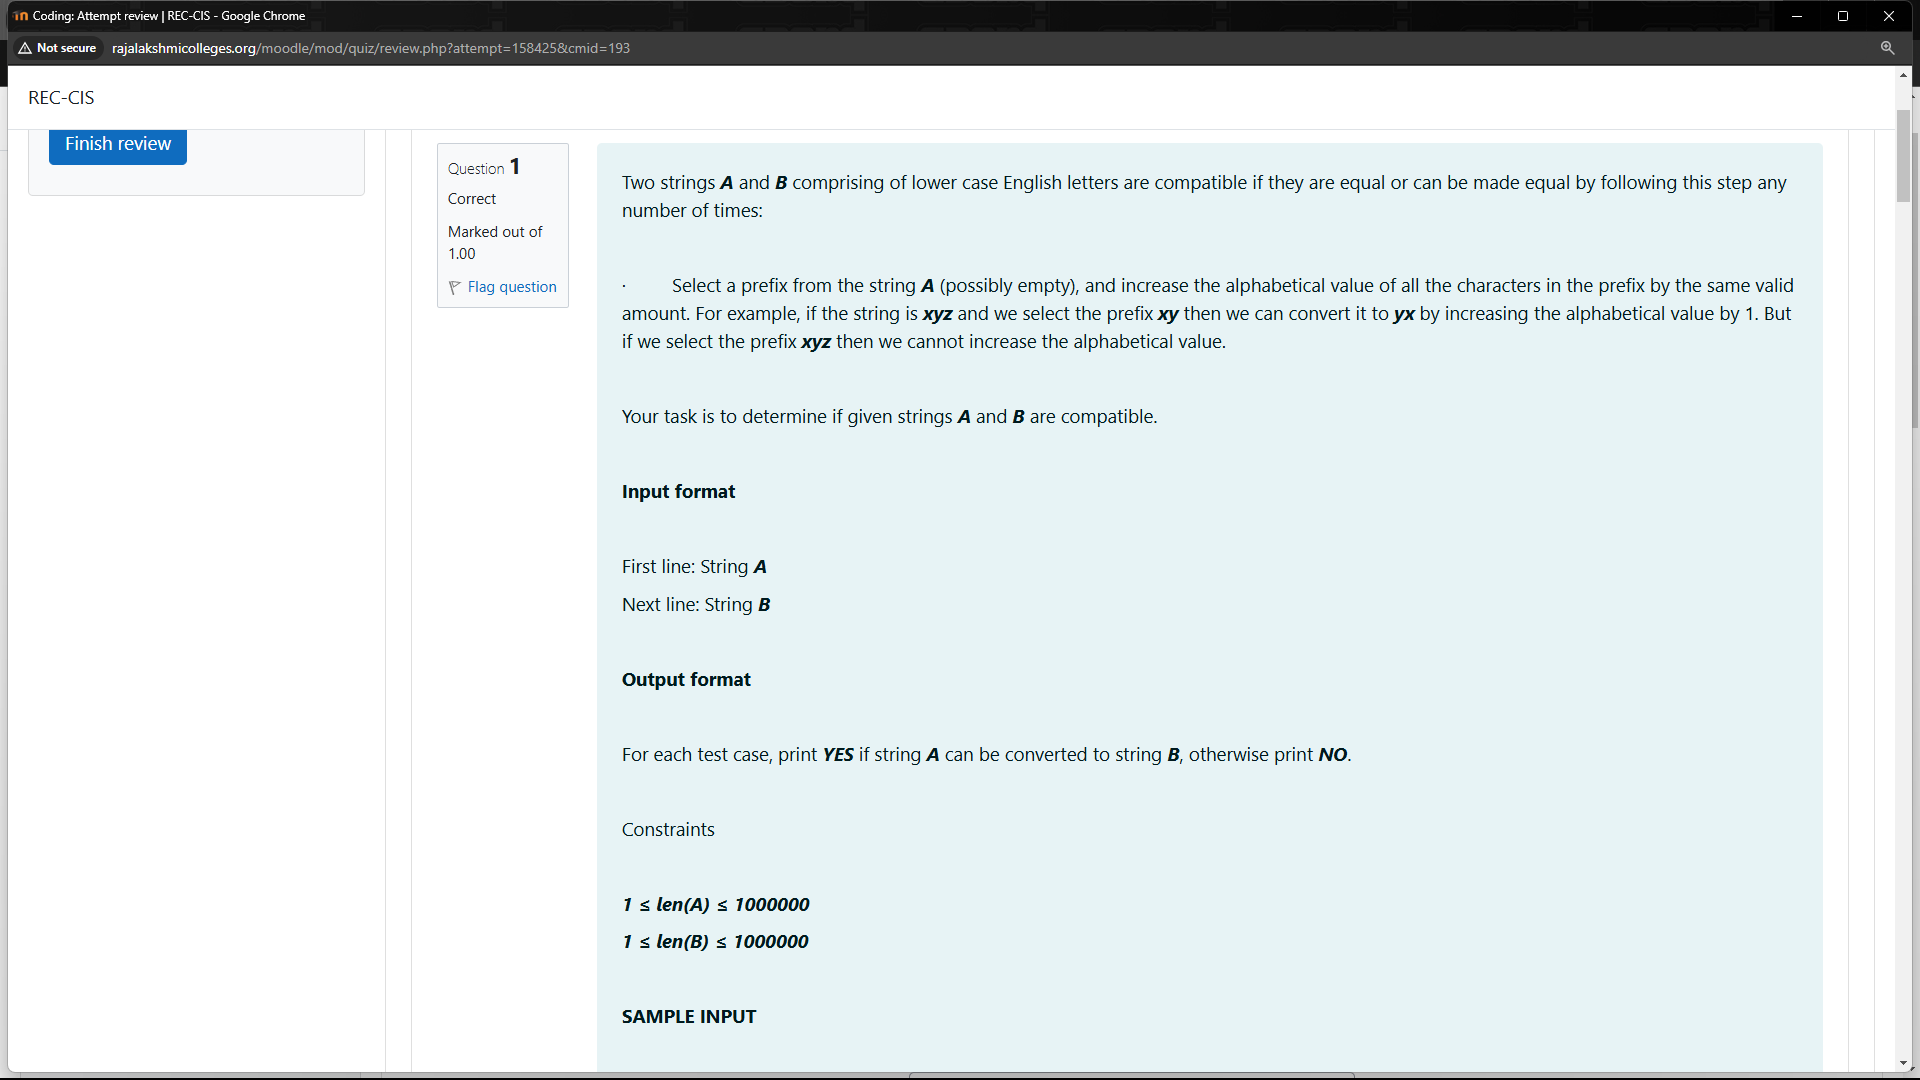 Coding: Attempt review | REC-CIS - Google Chrome
Not secure rajalakshmicolleges.org/moodle/mod/quiz/review.php?attempt=158425&cmid=193
REC-CIS
Finish review
Question 1
Correct
Marked out of
1.00
Flag question
Two strings A and B comprising of lower case English letters are compatible if they are equal or can be made equal by following this step any
number of times:
· Select a prefix from the string A (possibly empty), and increase the alphabetical value of all the characters in the prefix by the same valid
amount. For example, if the string is xyz and we select the prefix xy then we can convert it to yx by increasing the alphabetical value by 1. But
if we select the prefix xyz then we cannot increase the alphabetical value.
Your task is to determine if given strings A and B are compatible.
Input format
First line: String A
Next line: String B
Output format
For each test case, print YES if string A can be converted to string B, otherwise print NO.
Constraints
1 ≤ len(A) ≤ 1000000
1 ≤ len(B) ≤ 1000000
SAMPLE INPUT